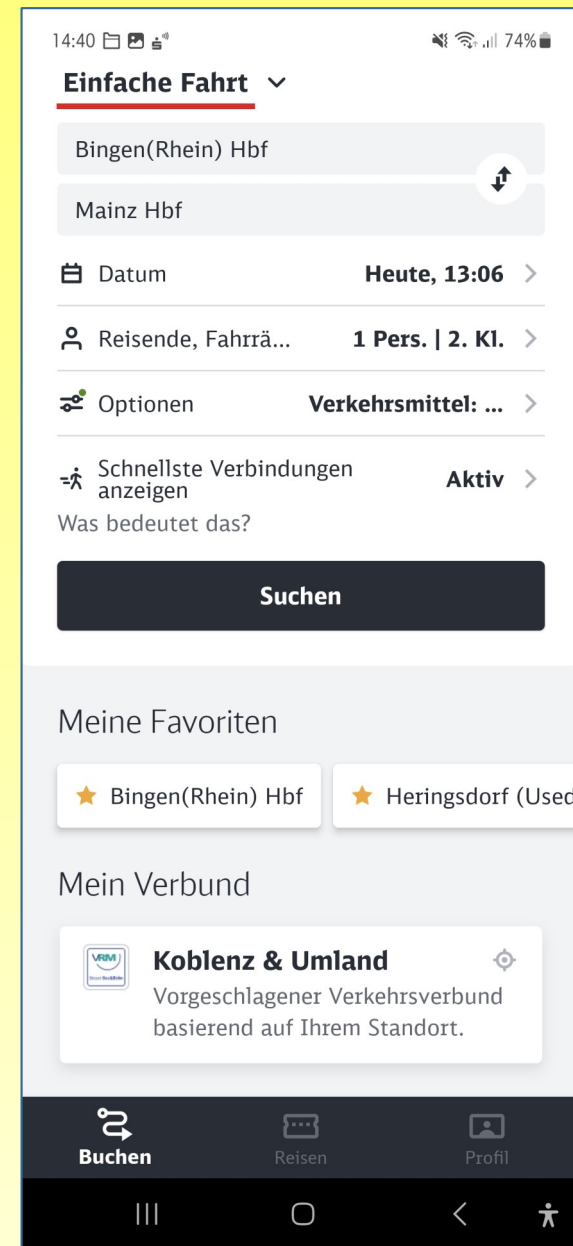 14:40 74%
Einfache Fahrt
Bingen(Rhein) Hbf
Mainz Hbf
Datum Heute, 13:06
Reisende, Fahrrä... 1 Pers. | 2. Kl.
Optionen Verkehrsmittel: ...
Schnellste Verbindungen
anzeigen Aktiv
Was bedeutet das?
Suchen
Meine Favoriten
Bingen(Rhein) Hbf Heringsdorf (Used
Mein Verbund
VRM
Koblenz & Umland
Vorgeschlagener Verkehrsverbund
basierend auf Ihrem Standort.
Buchen Reisen Profil